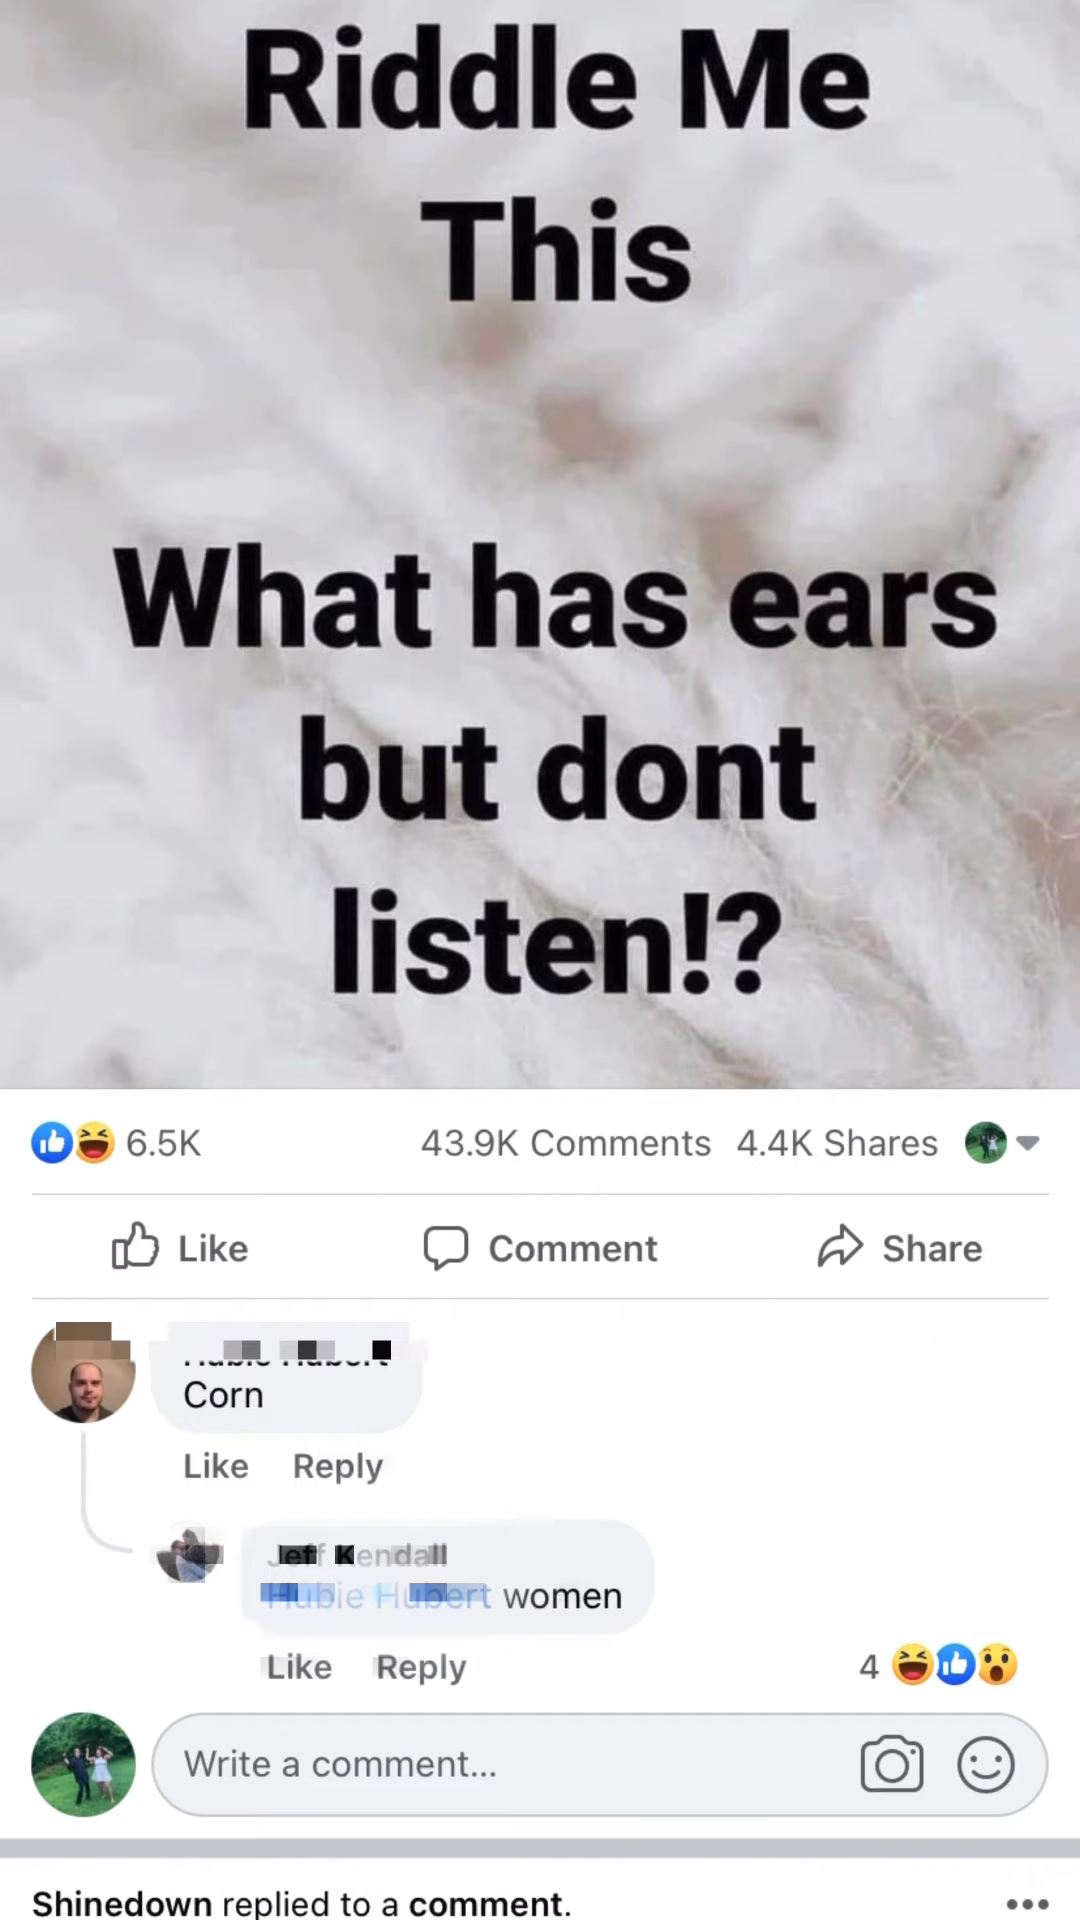 Riddle Me
This
What has ears
but dont
listen!?
6.5K 43.9K Comments 4.4K Shares
Like Comment Share
Corn
Like Reply
women
Like Reply 4
Write a comment...
Shinedown replied to a comment.